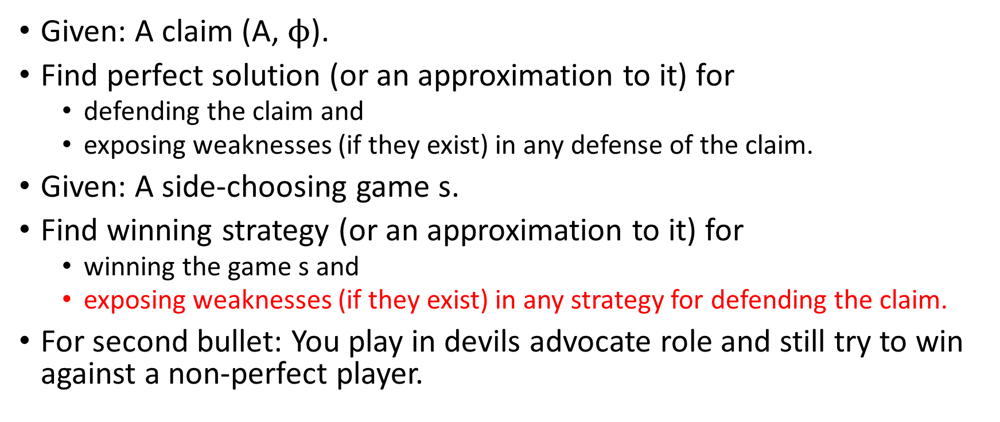 • Given: A claim (A, ϕ).
• Find perfect solution (or an approximation to it) for
• defending the claim and
• exposing weaknesses (if they exist) in any defense of the claim.
• Given: A side-choosing game s.
• Find winning strategy (or an approximation to it) for
• winning the game s and
• exposing weaknesses (if they exist) in any strategy for defending the claim.
• For second bullet: You play in devils advocate role and still try to win
against a non-perfect player.